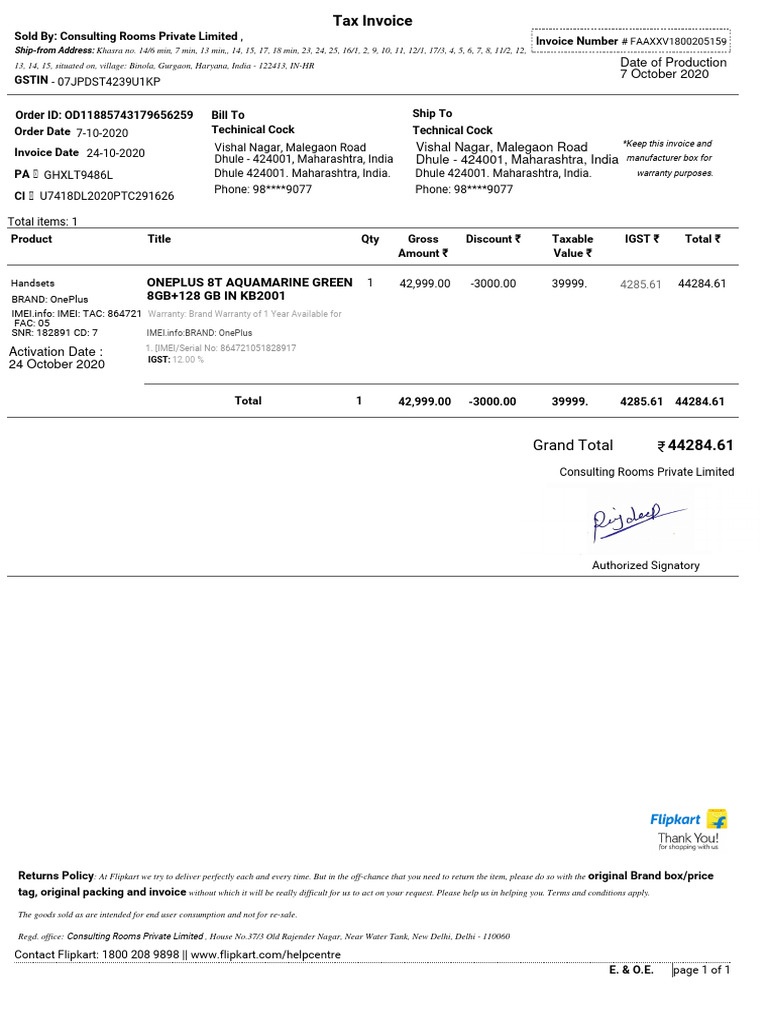 Tax Invoice
Sold By: Consulting Rooms Private Limited ,
Invoice Number # FAAXXV1800205159
Ship-from Address: Khasra no. 14/6 min, 7 min, 13 min,, 14, 15, 17, 18 min, 23, 24, 25, 16/1, 2, 9, 10, 11, 12/1, 17/3, 4, 5, 6, 7, 8, 11/2, 12,
13, 14, 15, situated on, village: Binola, Gurgaon, Haryana, India - 122413, IN-HR
Date of Production
7 October 2020
GSTIN - 07JPDST4239U1KP
Order ID: OD11885743179656259
Order Date 7-10-2020
Invoice Date 24-10-2020
PA ▯ GHXLT9486L
CI ▯ U7418DL2020PTC291626
Bill To
Techinical Cock
Vishal Nagar, Malegaon Road
Dhule - 424001, Maharashtra, India
Dhule 424001. Maharashtra, India.
Phone: 98****9077
Ship To
Technical Cock
Vishal Nagar, Malegaon Road
Dhule - 424001, Maharashtra, India
Dhule 424001. Maharashtra, India.
Phone: 98****9077
*Keep this invoice and
manufacturer box for
warranty purposes.
Total items: 1
Product Title Qty Gross Amount ₹ Discount ₹ Taxable Value ₹ IGST ₹ Total ₹
Handsets
BRAND: OnePlus
IMEI.info: IMEI: TAC: 864721
FAC: 05
SNR: 182891 CD: 7
Activation Date :
24 October 2020
ONEPLUS 8T AQUAMARINE GREEN
8GB+128 GB IN KB2001
1 42,999.00 -3000.00 39999. 4285.61 44284.61
Warranty: Brand Warranty of 1 Year Available for
IMEI.info:BRAND: OnePlus
1. [IMEI/Serial No: 864721051828917
IGST: 12.00 %
Total 1 42,999.00 -3000.00 39999. 4285.61 44284.61
Grand Total ₹ 44284.61
Consulting Rooms Private Limited
Authorized Signatory
Flipkart
Thank You!
for shopping with us
Returns Policy: At Flipkart we try to deliver perfectly each and every time. But in the off-chance that you need to return the item, please do so with the original Brand box/price
tag, original packing and invoice without which it will be really difficult for us to act on your request. Please help us in helping you. Terms and conditions apply.
The goods sold as are intended for end user consumption and not for re-sale.
Regd. office: Consulting Rooms Private Limited , House No.37/3 Old Rajender Nagar, Near Water Tank, New Delhi, Delhi - 110060
Contact Flipkart: 1800 208 9898 || www.flipkart.com/helpcentre
E. & O.E. page 1 of 1